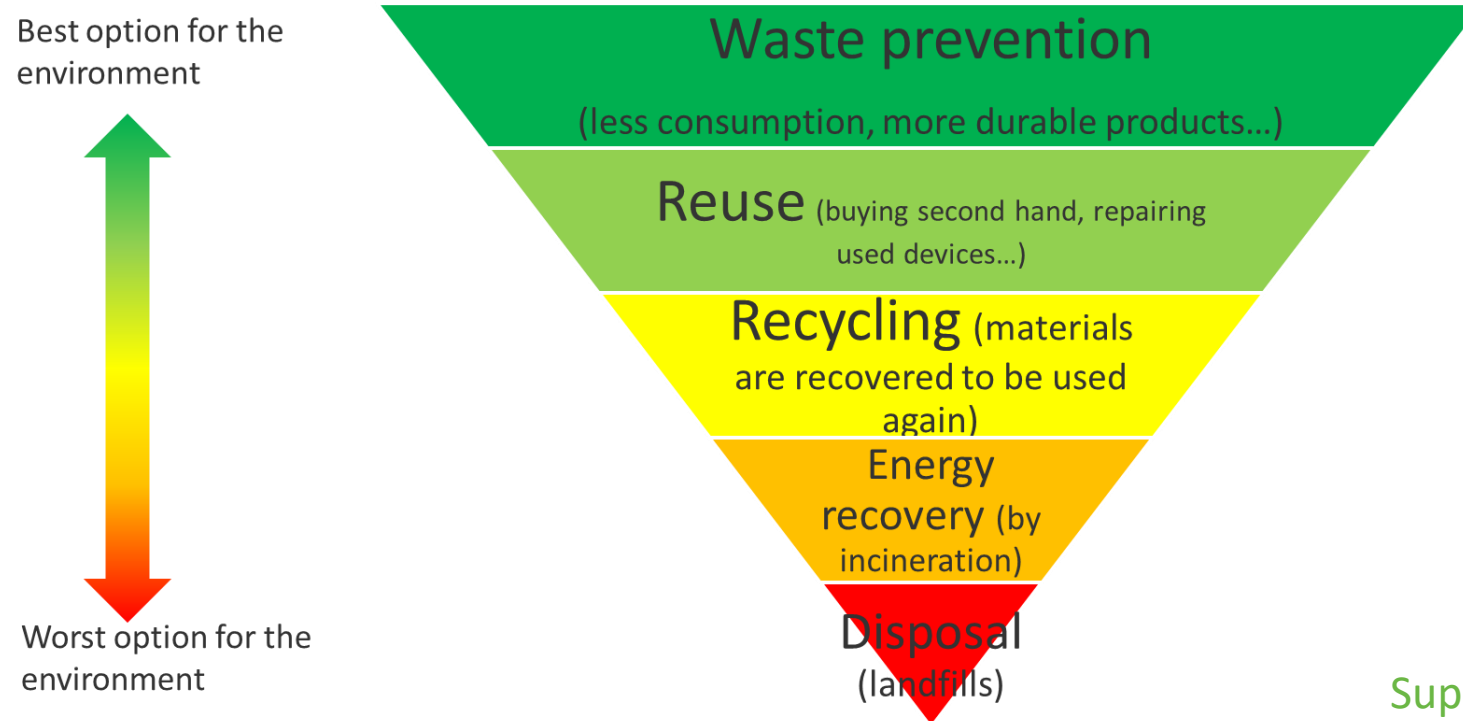 Best option for the
environment
Waste prevention
(less consumption, more durable products...)
Reuse (buying second hand, repairing
used devices...)
Recycling (materials
are recovered to be used
again)
Energy
recovery (by
incineration)
Disposal
(landfills)
Worst option for the
environment
Sup